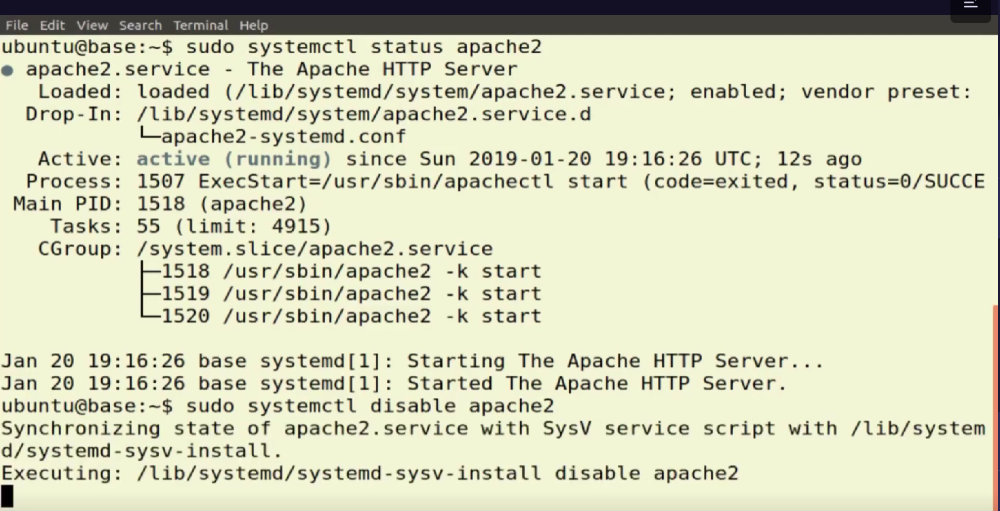 File Edit View Search Terminal Help
ubuntu@base:~$ sudo systemctl status apache2
● apache2.service - The Apache HTTP Server
   Loaded: loaded (/lib/systemd/system/apache2.service; enabled; vendor preset:
  Drop-In: /lib/systemd/system/apache2.service.d
           └─apache2-systemd.conf
   Active: active (running) since Sun 2019-01-20 19:16:26 UTC; 12s ago
  Process: 1507 ExecStart=/usr/sbin/apachectl start (code=exited, status=0/SUCCE
 Main PID: 1518 (apache2)
    Tasks: 55 (limit: 4915)
   CGroup: /system.slice/apache2.service
           ├─1518 /usr/sbin/apache2 -k start
           ├─1519 /usr/sbin/apache2 -k start
           └─1520 /usr/sbin/apache2 -k start
Jan 20 19:16:26 base systemd[1]: Starting The Apache HTTP Server...
Jan 20 19:16:26 base systemd[1]: Started The Apache HTTP Server.
ubuntu@base:~$ sudo systemctl disable apache2
Synchronizing state of apache2.service with SysV service script with /lib/system
d/systemd-sysv-install.
Executing: /lib/systemd/systemd-sysv-install disable apache2